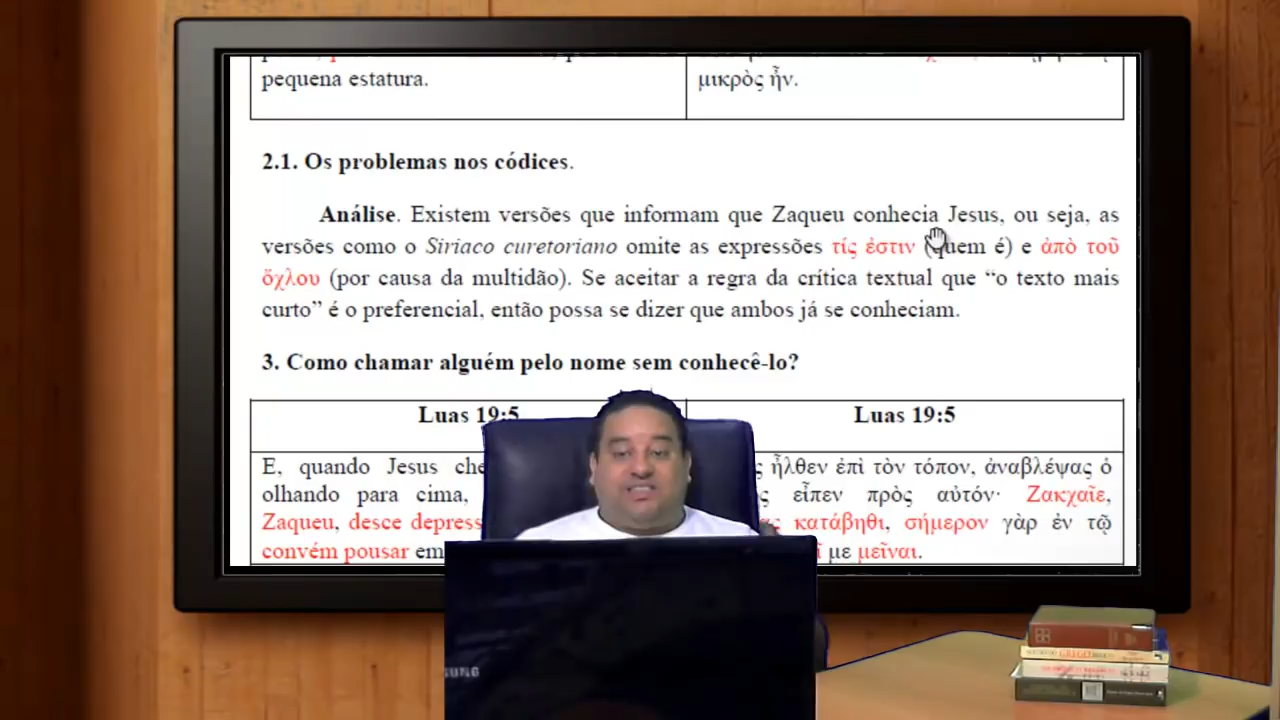 pequena estatura.
μικρὸς ἦν.
2.1. Os problemas nos códices.
Análise. Existem versões que informam que Zaqueu conhecia Jesus, ou seja, as
versões como o Siriaco curetoriano omite as expressões τίς ἐστιν (quem é) e ἀπὸ τοῦ
ὄχλου (por causa da multidão). Se aceitar a regra da crítica textual que “o texto mais
curto” é o preferencial, então possa se dizer que ambos já se conheciam.
3. Como chamar alguém pelo nome sem conhecê-lo?
Luas 19:5
Luas 19:5
E, quando Jesus
olhando para cima,
Zaqueu, desce
convém pousar em
ἦλθεν ἐπὶ τὸν τόπον, ἀναβλέψας ὁ
εἶπεν πρὸς αὐτόν· Ζακχαῖε,
κατάβηθι, σήμερον γὰρ ἐν τῷ
με μεῖναι.